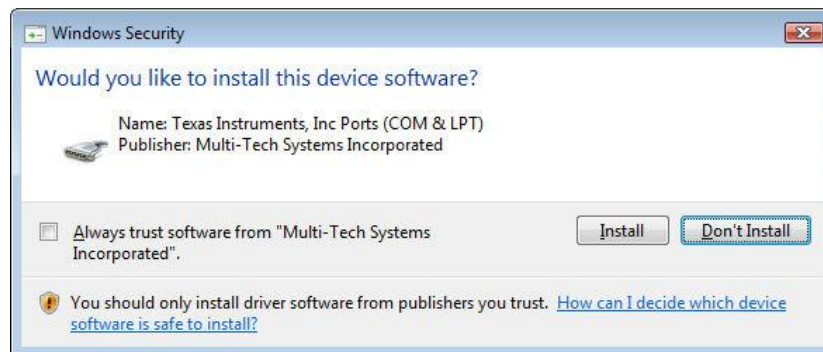 Windows Security
Would you like to install this device software?
Name: Texas Instruments, Inc Ports (COM & LPT)
Publisher: Multi-Tech Systems Incorporated
Always trust software from "Multi-Tech Systems
Incorporated".
Install
Don't Install
You should only install driver software from publishers you trust. How can I decide which device
software is safe to install?